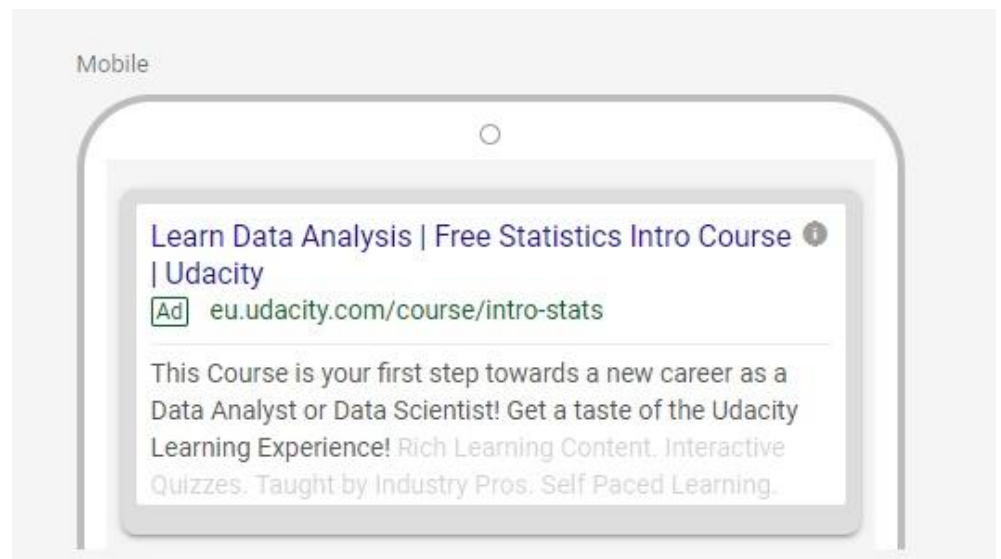 Mobile
Learn Data Analysis | Free Statistics Intro Course
| Udacity
Ad eu.udacity.com/course/intro-stats
This Course is your first step towards a new career as a
Data Analyst or Data Scientist! Get a taste of the Udacity
Learning Experience! Rich Learning Content. Interactive
Quizzes. Taught by Industry Pros. Self Paced Learning.